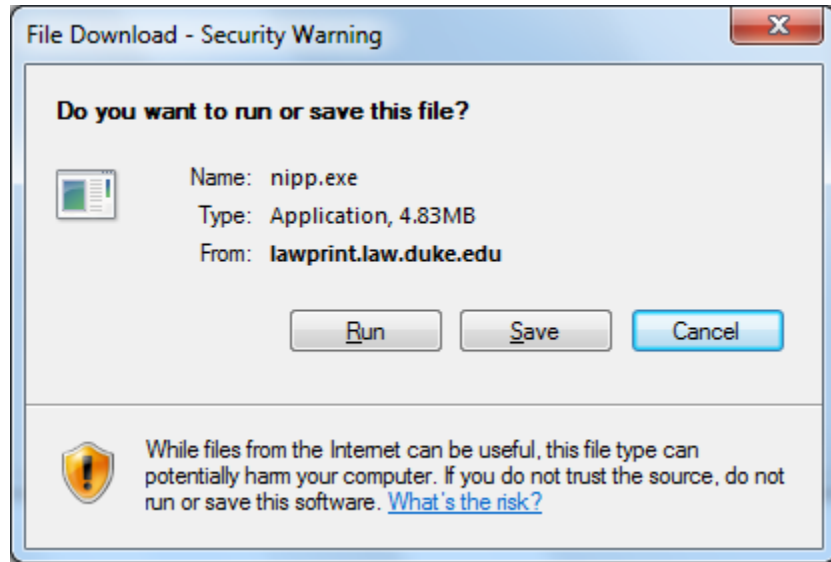 File Download - Security Warning
Do you want to run or save this file?
Name: nipp.exe
Type: Application, 4.83MB
From: lawprint.law.duke.edu
Run Save Cancel
While files from the Internet can be useful, this file type can
potentially harm your computer. If you do not trust the source, do not
run or save this software. What's the risk?